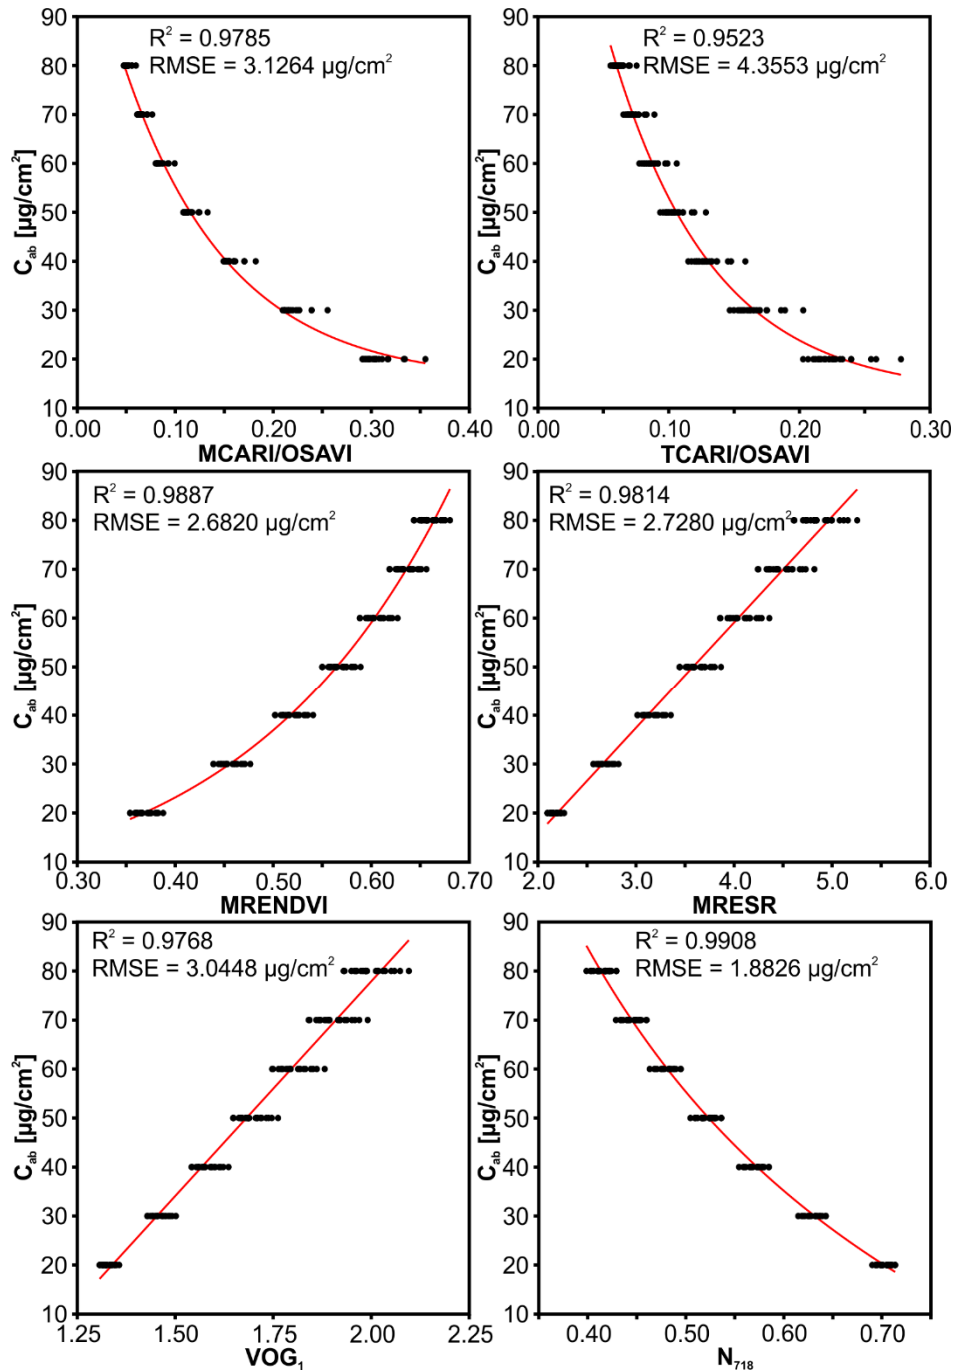 R² = 0.9785
RMSE = 3.1264 µg/cm²
90
80
70
60
50
40
30
20
10
C_ab [µg/cm²]
0.00 0.10 0.20 0.30 0.40
MCARI/OSAVI
R² = 0.9523
RMSE = 4.3553 µg/cm²
90
80
70
60
50
40
30
20
10
C_ab [µg/cm²]
0.00 0.10 0.20 0.30
TCARI/OSAVI
R² = 0.9887
RMSE = 2.6820 µg/cm²
90
80
70
60
50
40
30
20
10
C_ab [µg/cm²]
0.30 0.40 0.50 0.60 0.70
MRENDVI
R² = 0.9814
RMSE = 2.7280 µg/cm²
90
80
70
60
50
40
30
20
10
C_ab [µg/cm²]
2.0 3.0 4.0 5.0 6.0
MRESR
R² = 0.9768
RMSE = 3.0448 µg/cm²
90
80
70
60
50
40
30
20
10
C_ab [µg/cm²]
1.25 1.50 1.75 2.00 2.25
VOG₁
R² = 0.9908
RMSE = 1.8826 µg/cm²
90
80
70
60
50
40
30
20
10
C_ab [µg/cm²]
0.40 0.50 0.60 0.70
N₇₁₈